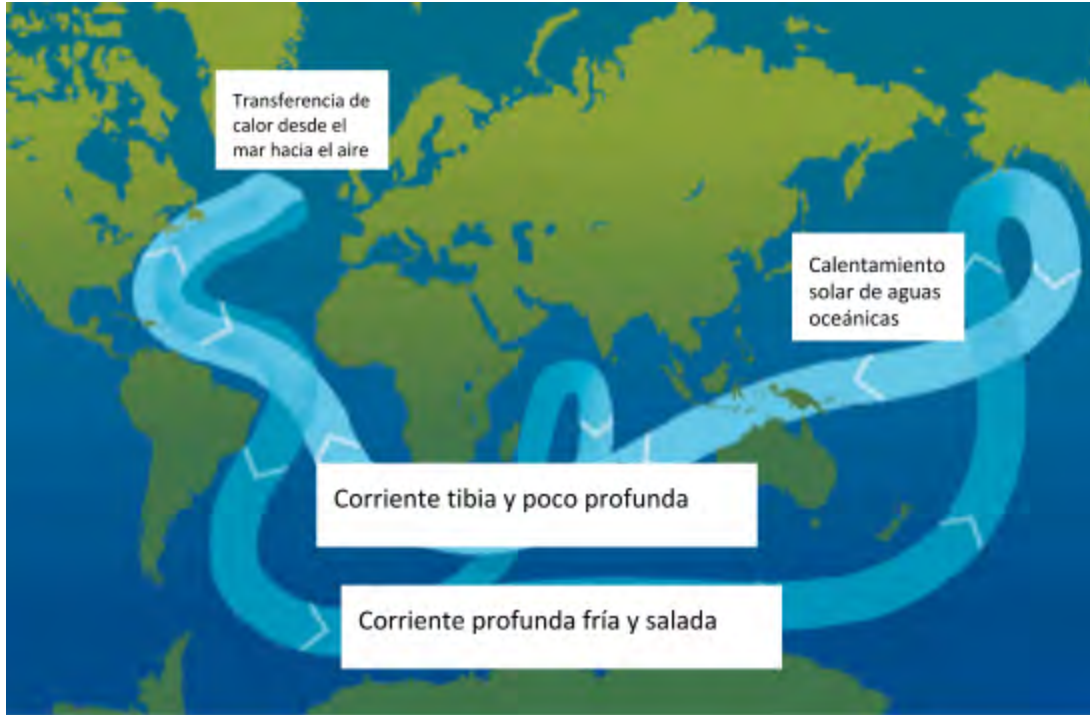 Transferencia de
calor desde el
mar hacia el aire
Calentamiento
solar de aguas
oceánicas
Corriente tibia y poco profunda
Corriente profunda fría y salada